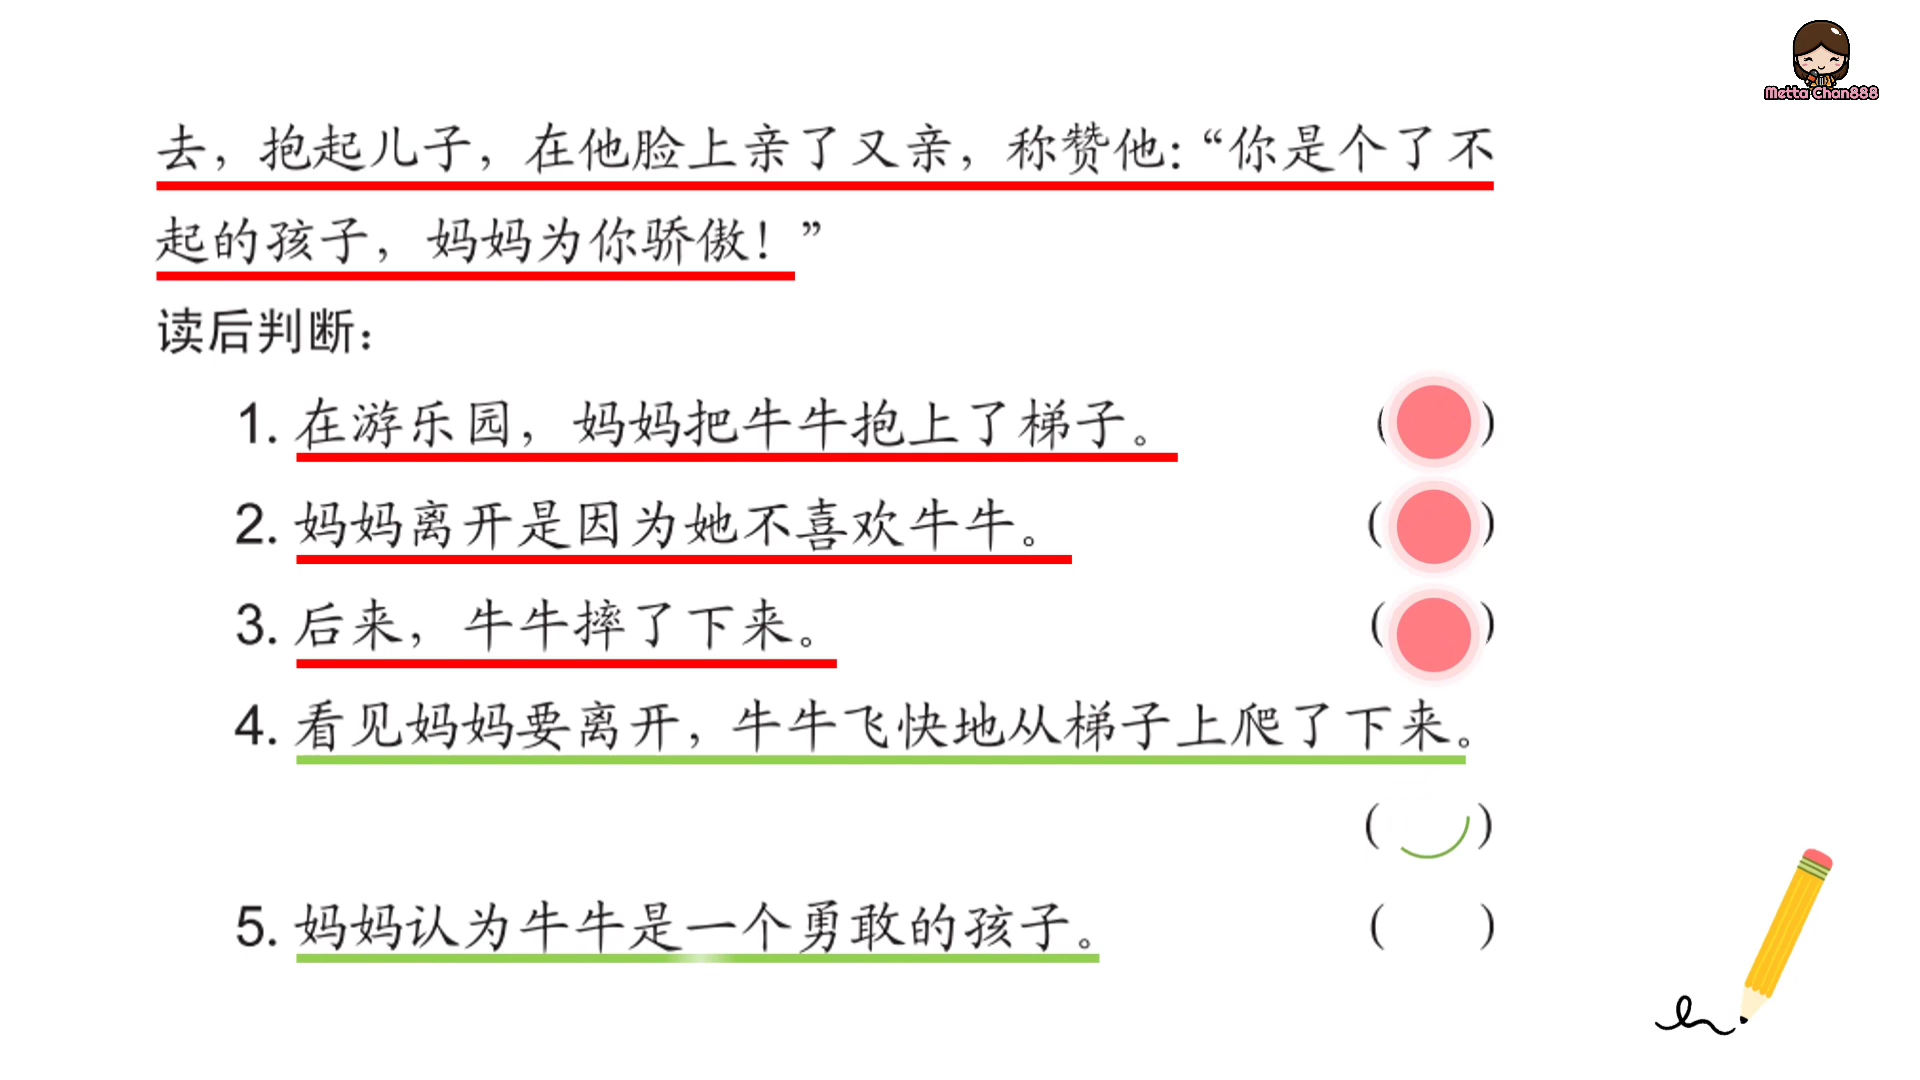 Metta Chan888
去，抱起儿子，在他脸上亲了又亲，称赞他：“你是个了不
起的孩子，妈妈为你骄傲！”
读后判断：
1. 在游乐园，妈妈把牛牛抱上了梯子。 ( )
2. 妈妈离开是因为她不喜欢牛牛。 ( )
3. 后来，牛牛摔了下来。 ( )
4. 看见妈妈要离开，牛牛飞快地从梯子上爬了下来。
( )
5. 妈妈认为牛牛是一个勇敢的孩子。 ( )